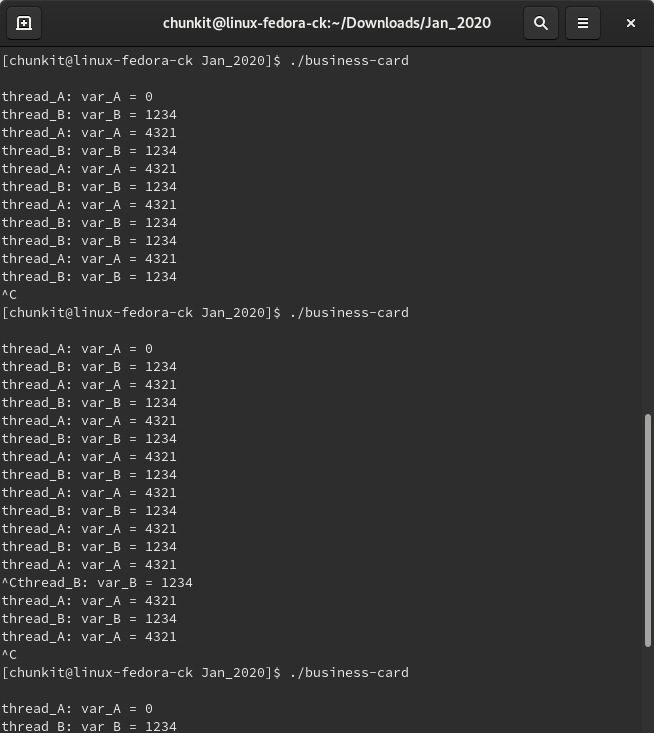 chunkit@linux-fedora-ck:~/Downloads/Jan_2020
[chunkit@linux-fedora-ck Jan_2020]$ ./business-card
thread_A: var_A = 0
thread_B: var_B = 1234
thread_A: var_A = 4321
thread_B: var_B = 1234
thread_A: var_A = 4321
thread_B: var_B = 1234
thread_A: var_A = 4321
thread_B: var_B = 1234
thread_B: var_B = 1234
thread_A: var_A = 4321
thread_B: var_B = 1234
^C
[chunkit@linux-fedora-ck Jan_2020]$ ./business-card
thread_A: var_A = 0
thread_B: var_B = 1234
thread_A: var_A = 4321
thread_B: var_B = 1234
thread_A: var_A = 4321
thread_B: var_B = 1234
thread_A: var_A = 4321
thread_B: var_B = 1234
thread_A: var_A = 4321
thread_B: var_B = 1234
thread_A: var_A = 4321
thread_B: var_B = 1234
thread_A: var_A = 4321
^Cthread_B: var_B = 1234
thread_A: var_A = 4321
thread_B: var_B = 1234
thread_A: var_A = 4321
^C
[chunkit@linux-fedora-ck Jan_2020]$ ./business-card
thread_A: var_A = 0
thread_B: var_B = 1234